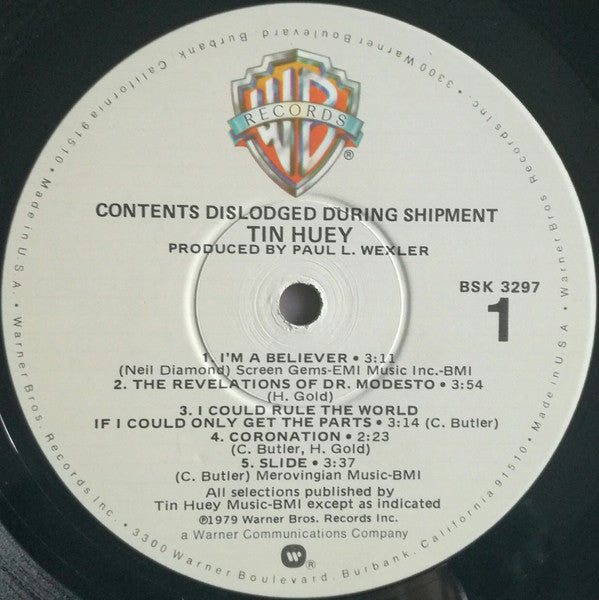 WB
RECORDS
®
CONTENTS DISLODGED DURING SHIPMENT
TIN HUEY
PRODUCED BY PAUL L. WEXLER
BSK 3297
1
1. I'M A BELIEVER • 3:11
(Neil Diamond) Screen Gems-EMI Music Inc.-BMI
2. THE REVELATIONS OF DR. MODESTO • 3:54
(H. Gold)
3. I COULD RULE THE WORLD
IF I COULD ONLY GET THE PARTS • 3:14 (C. Butler)
4. CORONATION • 2:23
(C. Butler, H. Gold)
5. SLIDE • 3:37
(C. Butler) Merovingian Music-BMI
All selections published by
Tin Huey Music-BMI except as indicated
℗1979 Warner Bros. Records Inc.
a Warner Communications Company
®
Warner Bros. Records Inc. • 3300 Warner Boulevard, Burbank, California 91510 • Made in U.S.A. •
Warner Bros. Records Inc. • 3300 Warner Boulevard, Burbank, California 91510 • Made in U.S.A. •